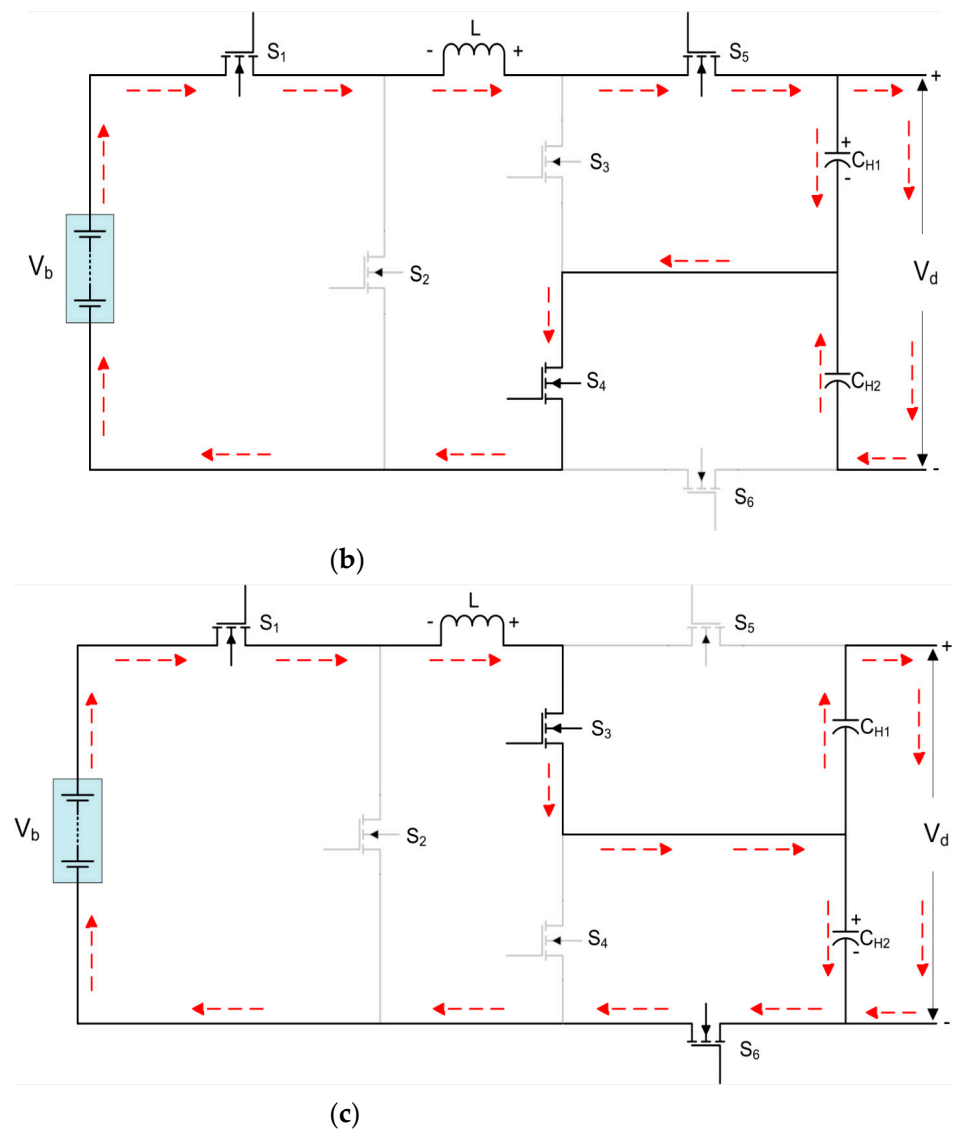 L
- +
S1
S5
+
+
CH1
-
S3
Vb
S2
Vd
S4
CH2
-
S6
(b)
L
- +
S1
S5
+
S3
CH1
Vb
S2
Vd
+
S4
CH2
-
-
S6
(c)